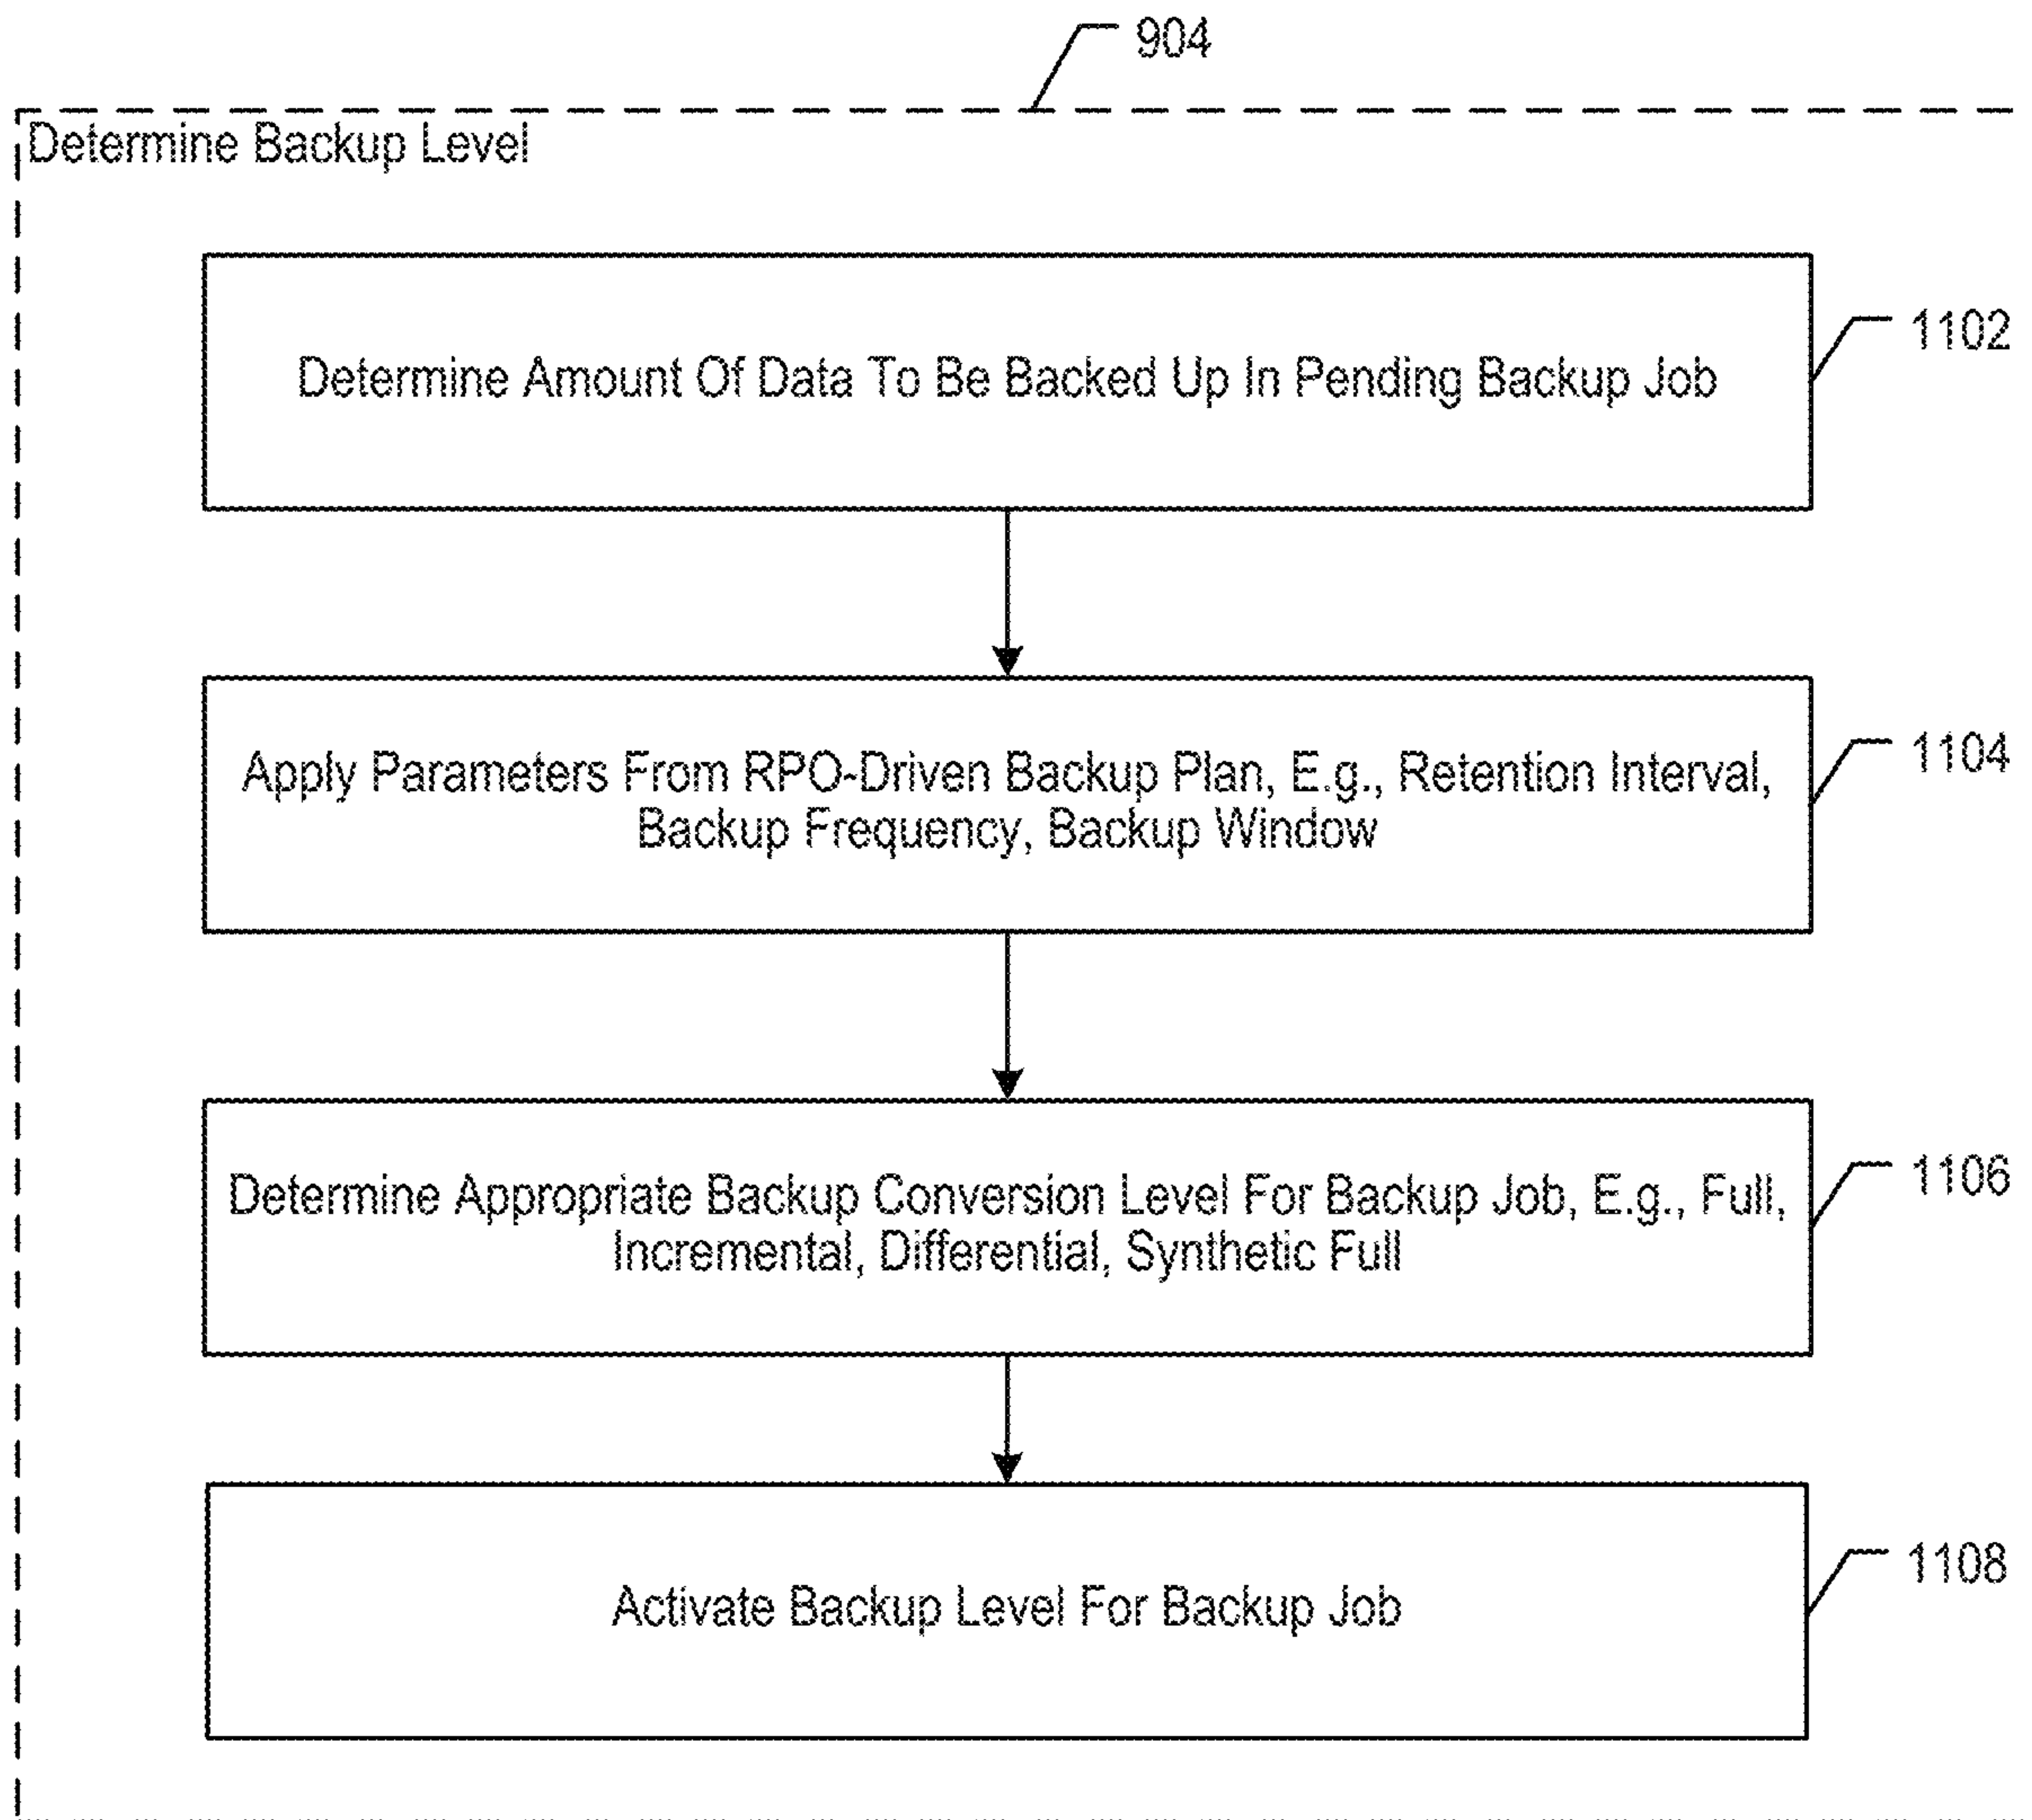 904
Determine Backup Level
Determine Amount Of Data To Be Backed Up In Pending Backup Job
1102
Apply Parameters From RPO-Driven Backup Plan, E.g., Retention Interval,
Backup Frequency, Backup Window
1104
Determine Appropriate Backup Conversion Level For Backup Job, E.g., Full,
Incremental, Differential, Synthetic Full
1106
Activate Backup Level For Backup Job
1108